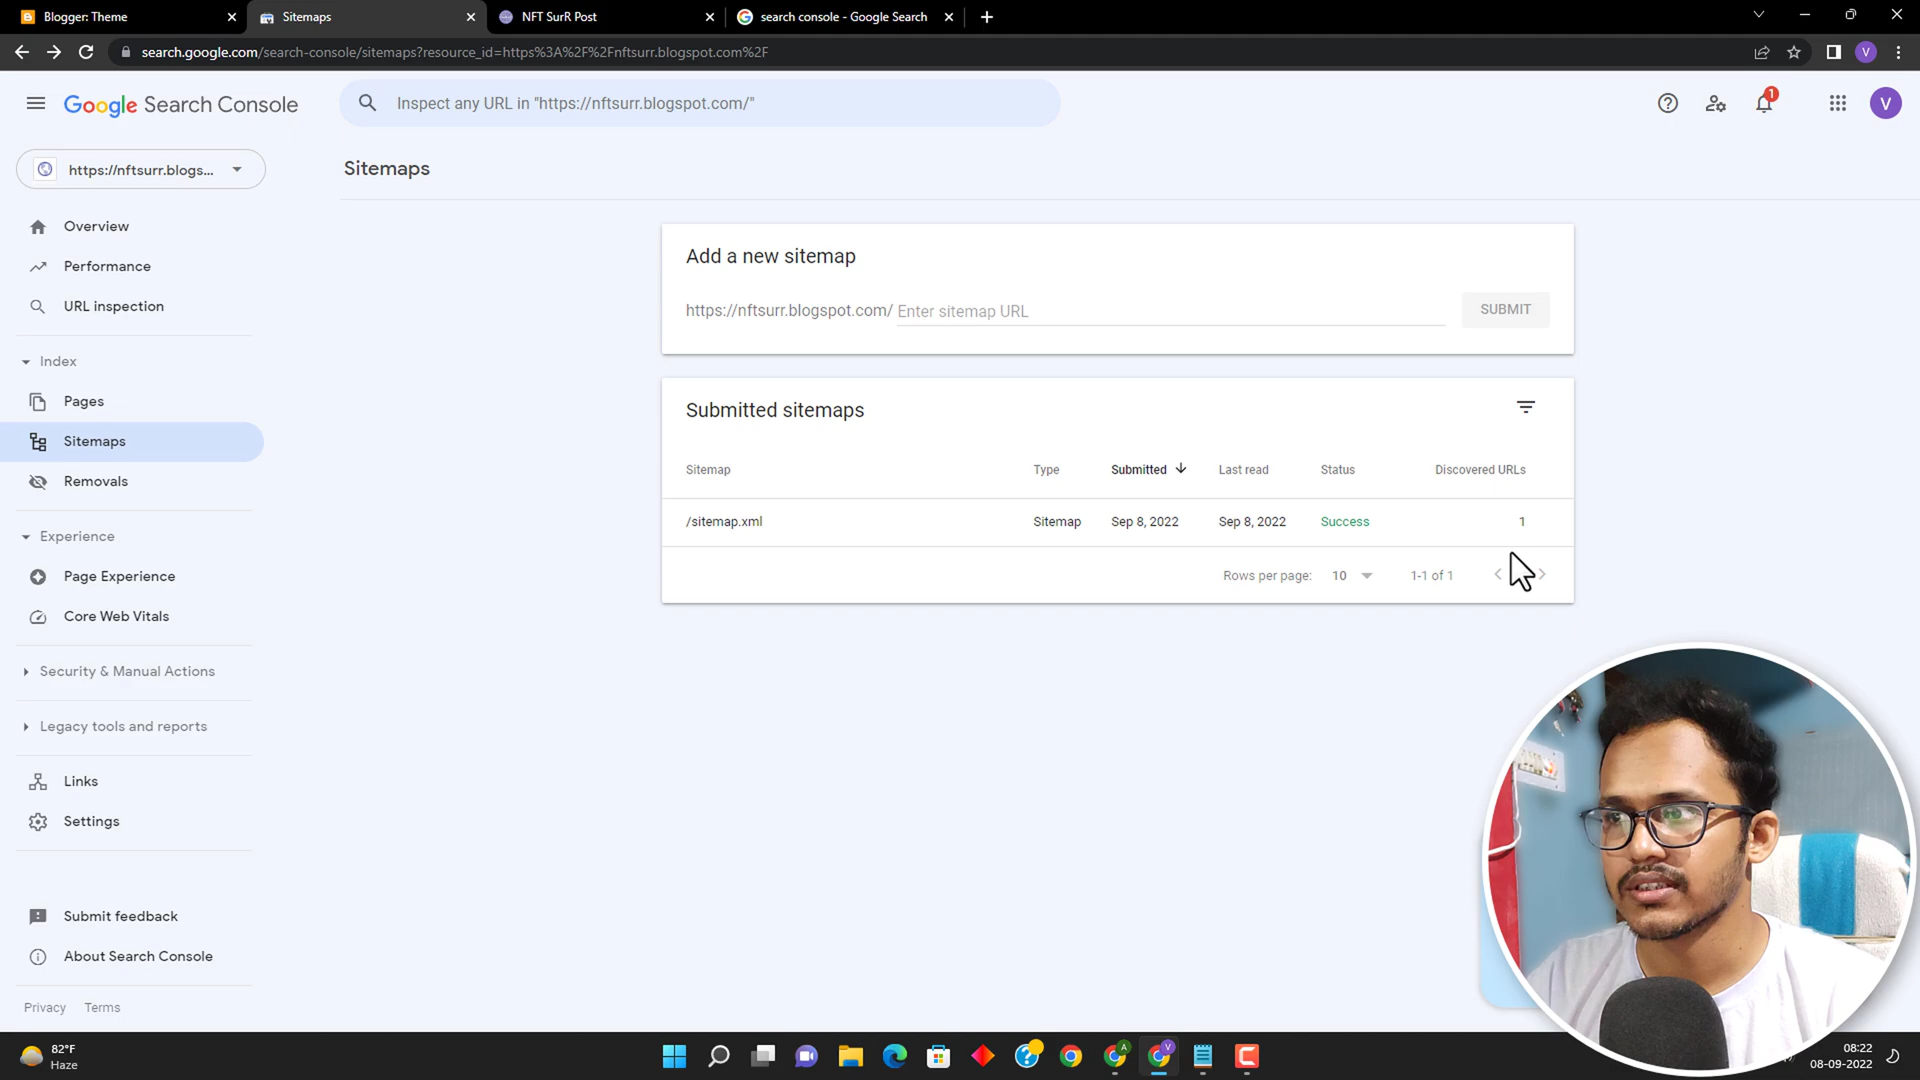 Blogger: Theme
Sitemaps
NFT SurR Post
search console - Google Search
search.google.com/search-console/sitemaps?resource_id=https%3A%2F%2Fnftsurr.blogspot.com%2F
V
Google Search Console
Inspect any URL in "https://nftsurr.blogspot.com/"
1
V
https://nftsurr.blogs...
Sitemaps
Overview
Performance
URL inspection
Index
Pages
Sitemaps
Removals
Experience
Page Experience
Core Web Vitals
Security & Manual Actions
Legacy tools and reports
Links
Settings
Submit feedback
About Search Console
Privacy Terms
Add a new sitemap
https://nftsurr.blogspot.com/ Enter sitemap URL
SUBMIT
Submitted sitemaps
Sitemap Type Submitted Last read Status Discovered URLs
/sitemap.xml Sitemap Sep 8, 2022 Sep 8, 2022 Success 1
Rows per page: 10 1-1 of 1
82°F
Haze
A
V
08:22
08-09-2022